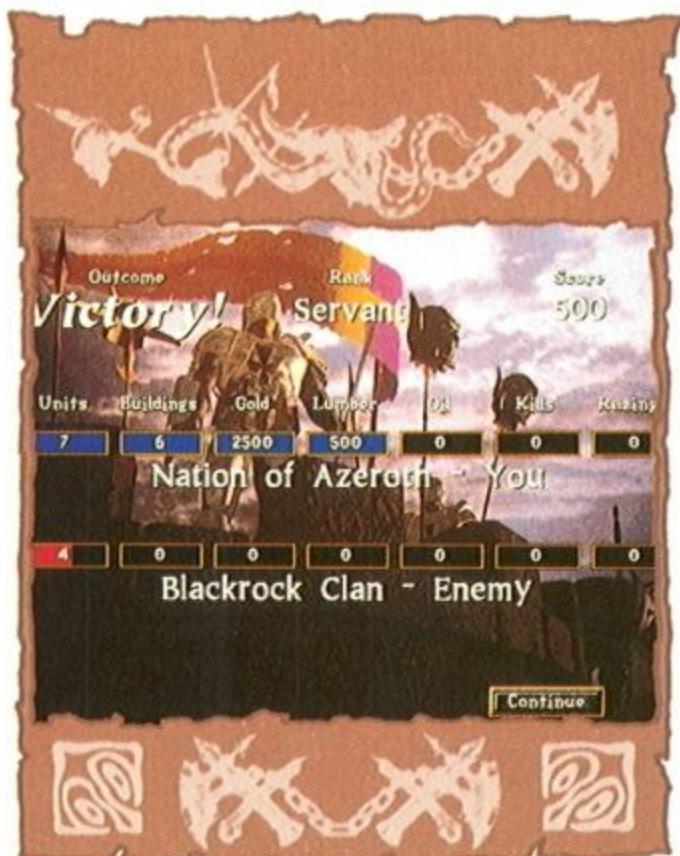 Outcome Rank Score
Victory! Servant 500
Units Buildings Gold Lumber Oil Kills Razing
7 6 2500 500 0 0 0
Nation of Azeroth - You
4 0 0 0 0 0 0
Blackrock Clan - Enemy
Continue